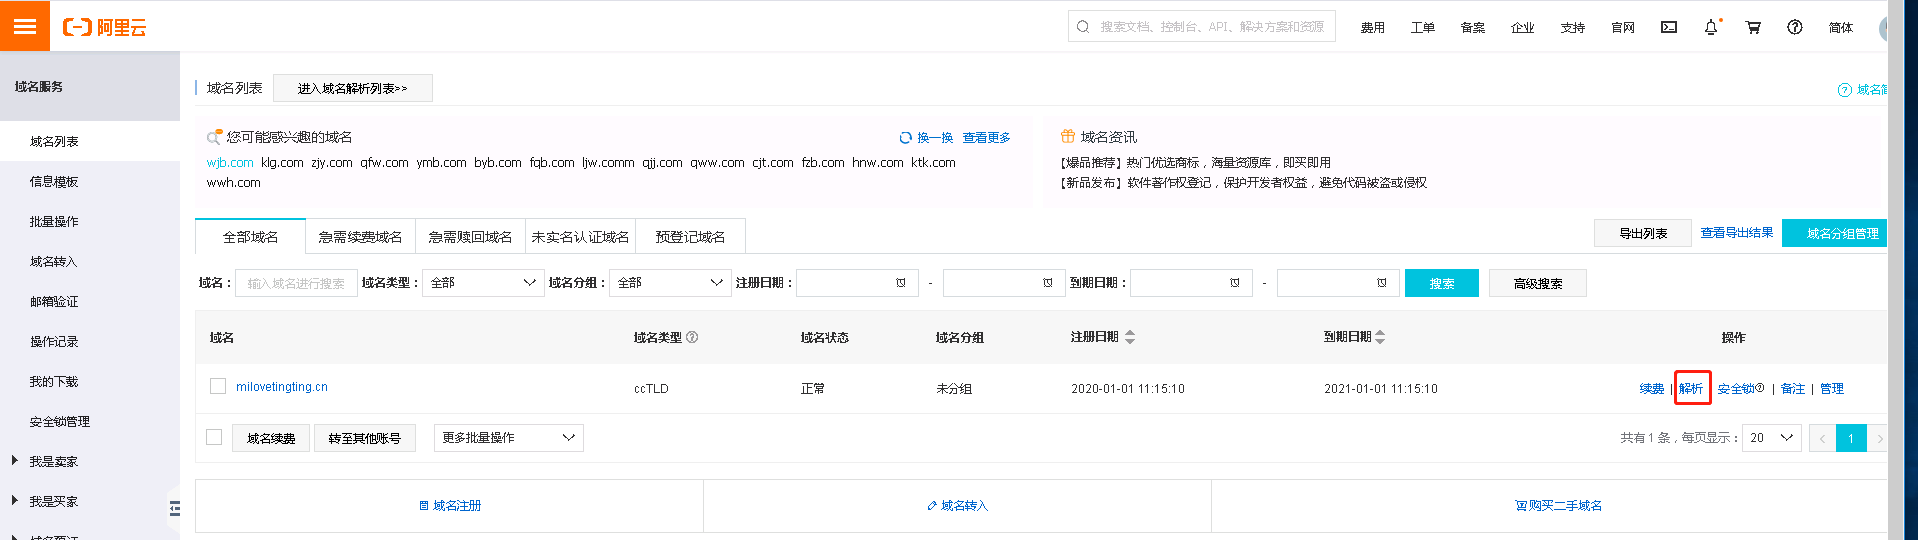 阿里云
搜索文档、控制台、API、解决方案和资源
费用 工单 备案 企业 支持 官网 简体
域名服务
域名列表
信息模板
批量操作
域名转入
邮箱验证
操作记录
我的下载
安全锁管理
我是卖家
我是买家
域名列表 进入域名解析列表>>
您可能感兴趣的域名 换一换 查看更多
wjb.com klg.com zjy.com qfw.com ymb.com byb.com fqb.com ljw.comm qjj.com qww.com cjt.com fzb.com hnw.com ktk.com
wwh.com
域名资讯
【爆品推荐】热门优选商标，海量资源库，即买即用
【新品发布】软件著作权登记，保护开发者权益，避免代码被盗或侵权
全部域名 急需续费域名 急需赎回域名 未实名认证域名 预登记域名 导出列表 查看导出结果 域名分组管理
域名： 输入域名进行搜索 域名类型： 全部 域名分组： 全部 注册日期： - 到期日期： - 搜索 高级搜索
域名 域名类型 域名状态 域名分组 注册日期 到期日期 操作
milovetingting.cn ccTLD 正常 未分组 2020-01-01 11:15:10 2021-01-01 11:15:10 续费 | 解析 安全锁 | 备注 | 管理
域名续费 转至其他账号 更多批量操作 共有 1 条，每页显示： 20 < 1 >
域名注册 域名转入 购买二手域名